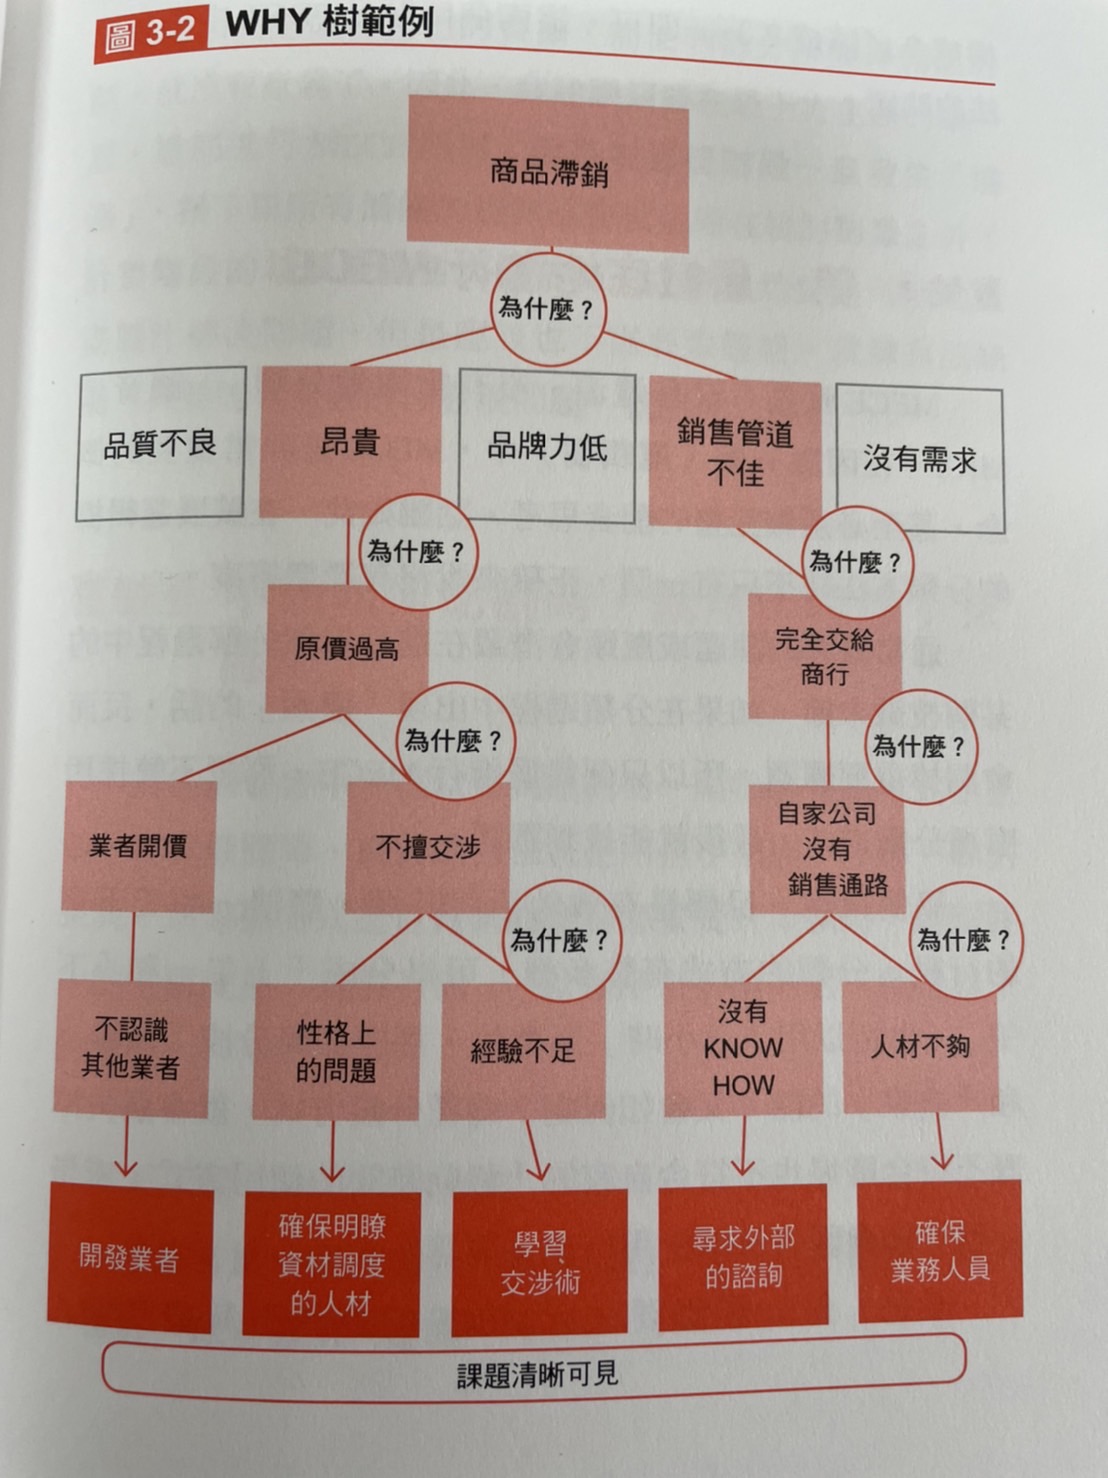 圖 3-2 WHY 樹範例
商品滯銷
為什麼？
品質不良
昂貴
品牌力低
銷售管道
不佳
沒有需求
為什麼？
為什麼？
原價過高
完全交給
商行
為什麼？
為什麼？
業者開價
不擅交涉
自家公司
沒有
銷售通路
為什麼？
為什麼？
不認識
其他業者
性格上
的問題
經驗不足
沒有
KNOW
HOW
人材不夠
開發業者
確保明瞭
資材調度
的人材
學習、
交涉術
尋求外部
的諮詢
確保
業務人員
課題清晰可見